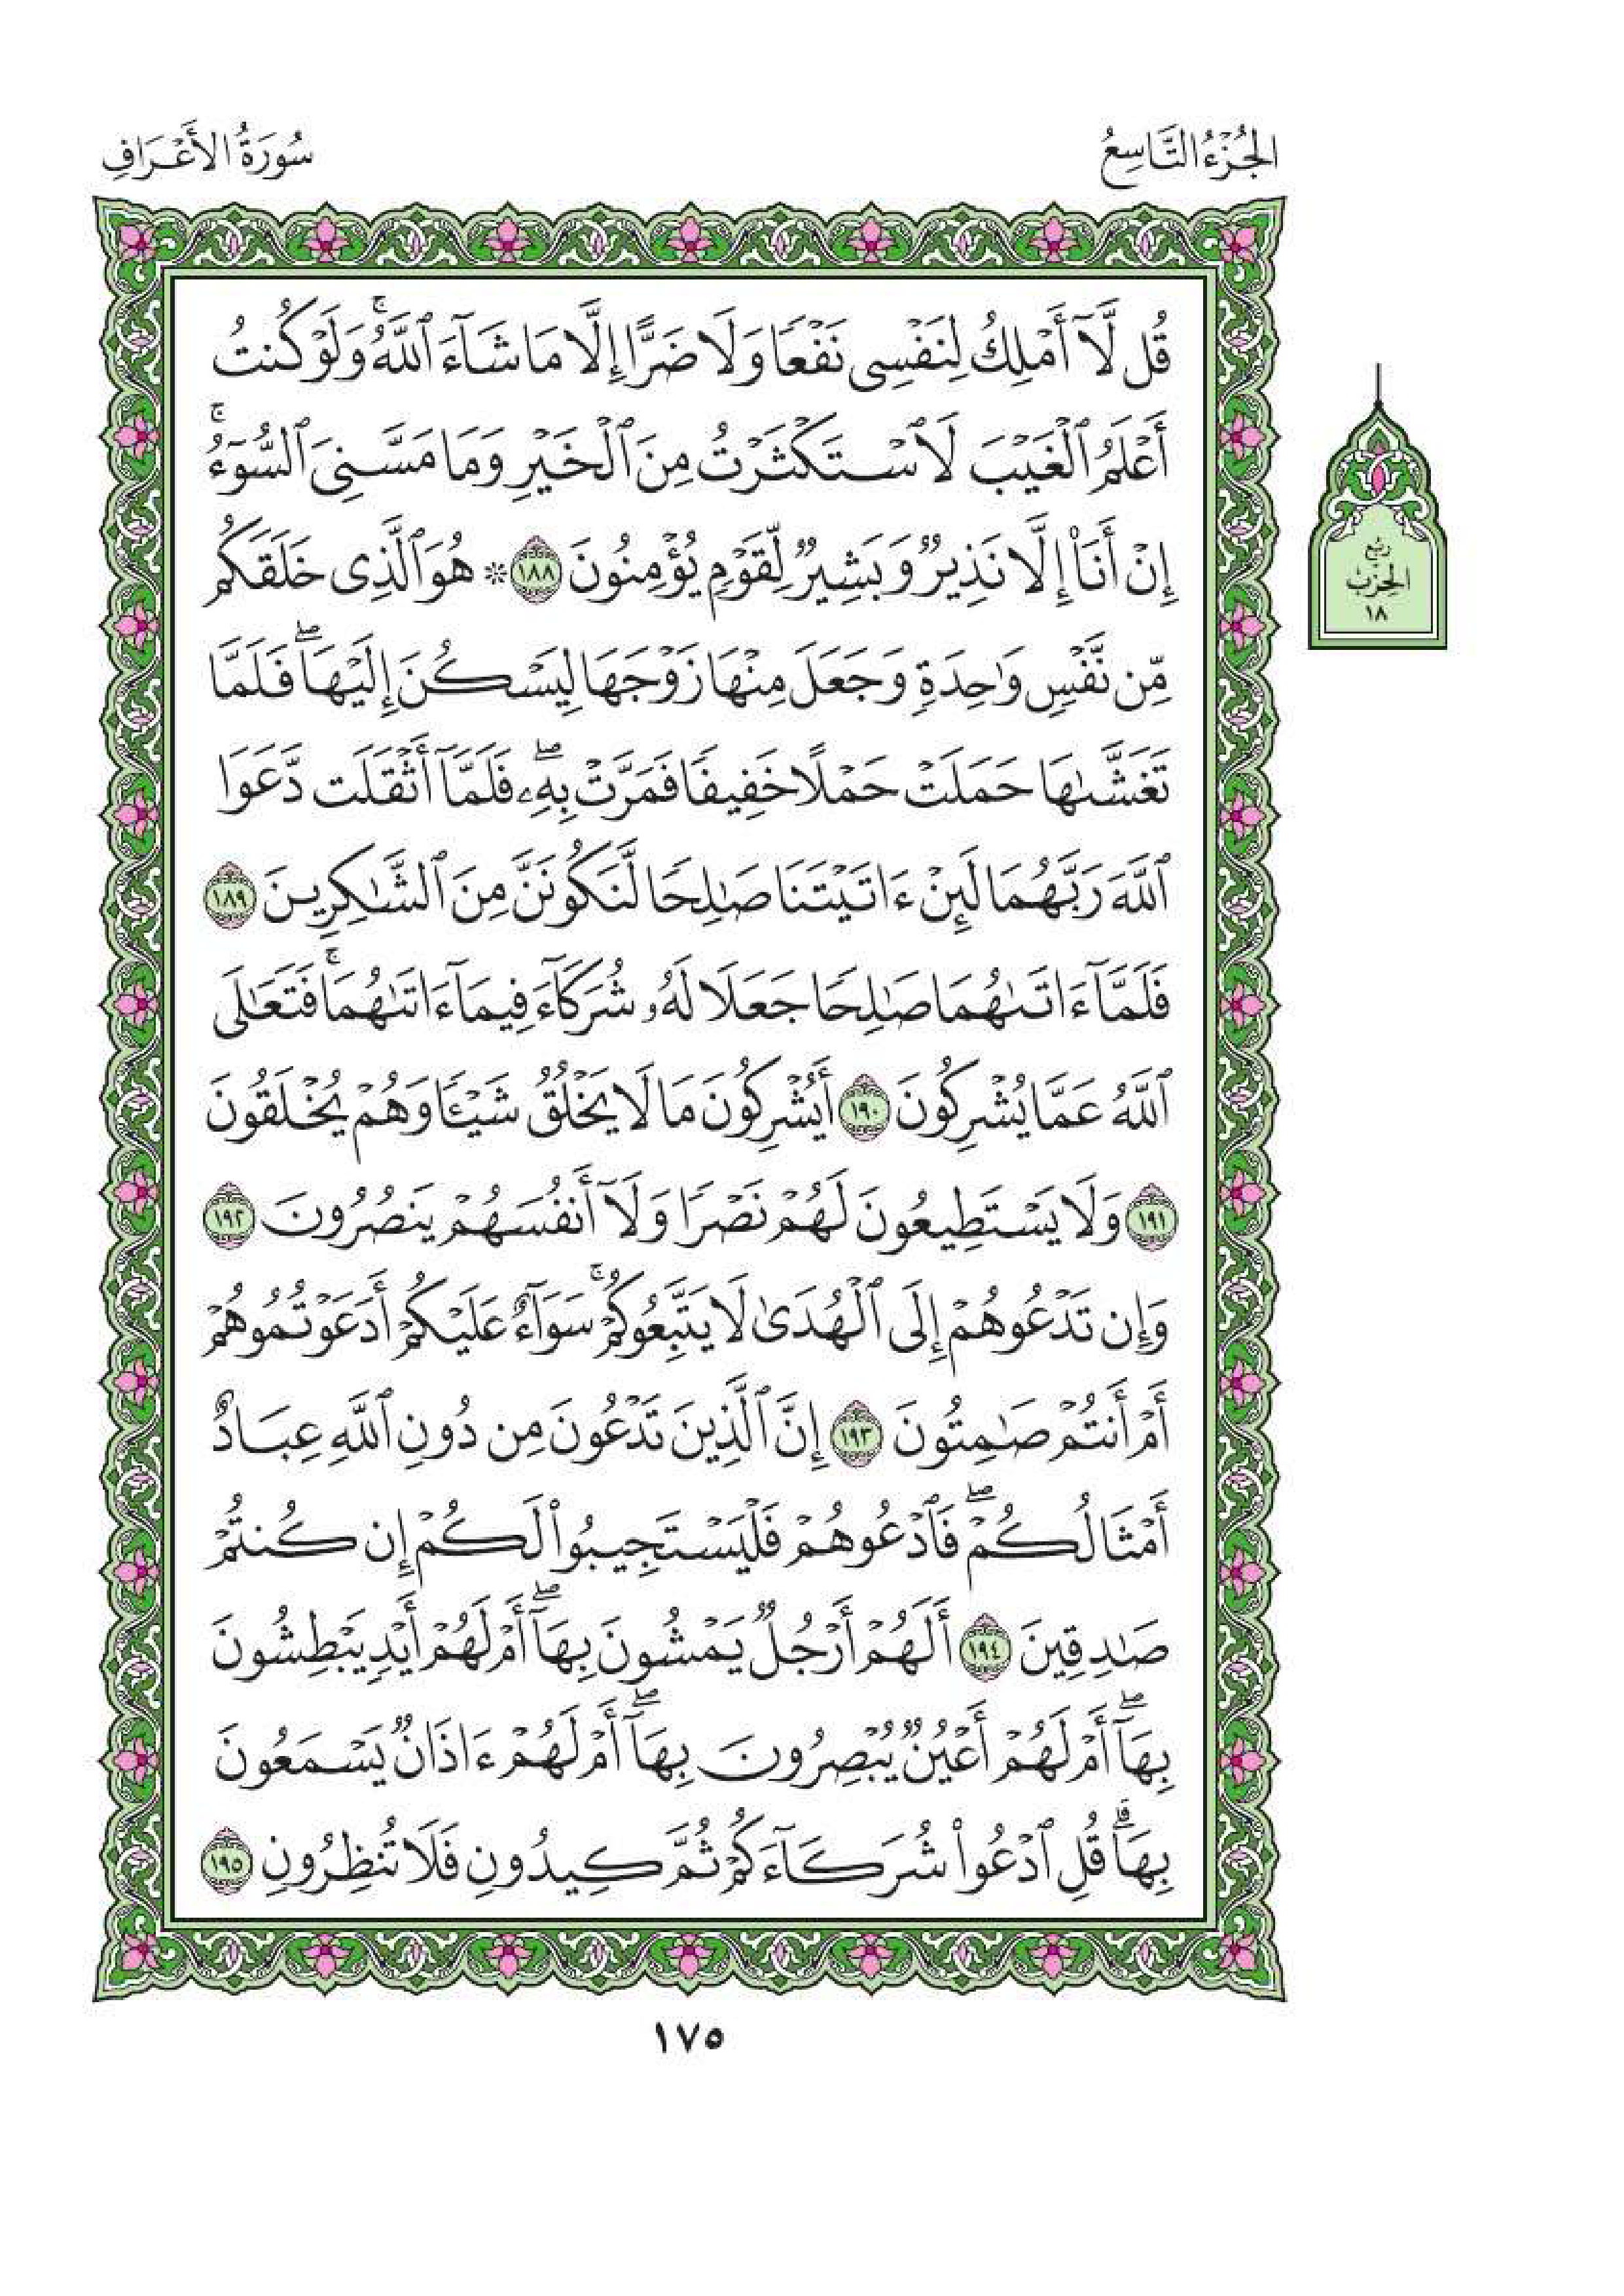 الجُزْءُ التَّاسِعُ
سُورَةُ الأَعْرَافِ
قُل لَّآ أَمْلِكُ لِنَفْسِى نَفْعًا وَلَا ضَرًّا إِلَّا مَا شَآءَ ٱللَّهُ ۚ وَلَوْ كُنتُ
أَعْلَمُ ٱلْغَيْبَ لَٱسْتَكْثَرْتُ مِنَ ٱلْخَيْرِ وَمَا مَسَّنِىَ ٱلسُّوٓءُ ۚ
إِنْ أَنَا۠ إِلَّا نَذِيرٌ وَبَشِيرٌ لِّقَوْمٍ يُؤْمِنُونَ ١٨٨ * هُوَ ٱلَّذِى خَلَقَكُم
مِّن نَّفْسٍ وَٰحِدَةٍ وَجَعَلَ مِنْهَا زَوْجَهَا لِيَسْكُنَ إِلَيْهَا ۖ فَلَمَّا
تَغَشَّىٰهَا حَمَلَتْ حَمْلًا خَفِيفًا فَمَرَّتْ بِهِۦ ۖ فَلَمَّآ أَثْقَلَت دَّعَوَا
ٱللَّهَ رَبَّهُمَا لَئِنْ ءَاتَيْتَنَا صَٰلِحًا لَّنَكُونَنَّ مِنَ ٱلشَّٰكِرِينَ ١٨٩
فَلَمَّآ ءَاتَىٰهُمَا صَٰلِحًا جَعَلَا لَهُۥ شُرَكَآءَ فِيمَآ ءَاتَىٰهُمَا ۚ فَتَعَٰلَى
ٱللَّهُ عَمَّا يُشْرِكُونَ ١٩٠ أَيُشْرِكُونَ مَا لَا يَخْلُقُ شَيْـًٔا وَهُمْ يُخْلَقُونَ
١٩١ وَلَا يَسْتَطِيعُونَ لَهُمْ نَصْرًا وَلَآ أَنفُسَهُمْ يَنصُرُونَ ١٩٢
وَإِن تَدْعُوهُمْ إِلَى ٱلْهُدَىٰ لَا يَتَّبِعُوكُمْ ۚ سَوَآءٌ عَلَيْكُمْ أَدَعَوْتُمُوهُمْ
أَمْ أَنتُمْ صَٰمِتُونَ ١٩٣ إِنَّ ٱلَّذِينَ تَدْعُونَ مِن دُونِ ٱللَّهِ عِبَادٌ
أَمْثَالُكُمْ ۖ فَٱدْعُوهُمْ فَلْيَسْتَجِيبُوا۟ لَكُمْ إِن كُنتُمْ
صَٰدِقِينَ ١٩٤ أَلَهُمْ أَرْجُلٌ يَمْشُونَ بِهَآ ۖ أَمْ لَهُمْ أَيْدٍ يَبْطِشُونَ
بِهَآ ۖ أَمْ لَهُمْ أَعْيُنٌ يُبْصِرُونَ بِهَآ ۖ أَمْ لَهُمْ ءَاذَانٌ يَسْمَعُونَ
بِهَا ۗ قُلِ ٱدْعُوا۟ شُرَكَآءَكُمْ ثُمَّ كِيدُونِ فَلَا تُنظِرُونِ ١٩٥
رُبْع
الْحِزْبِ
١٨
١٧٥